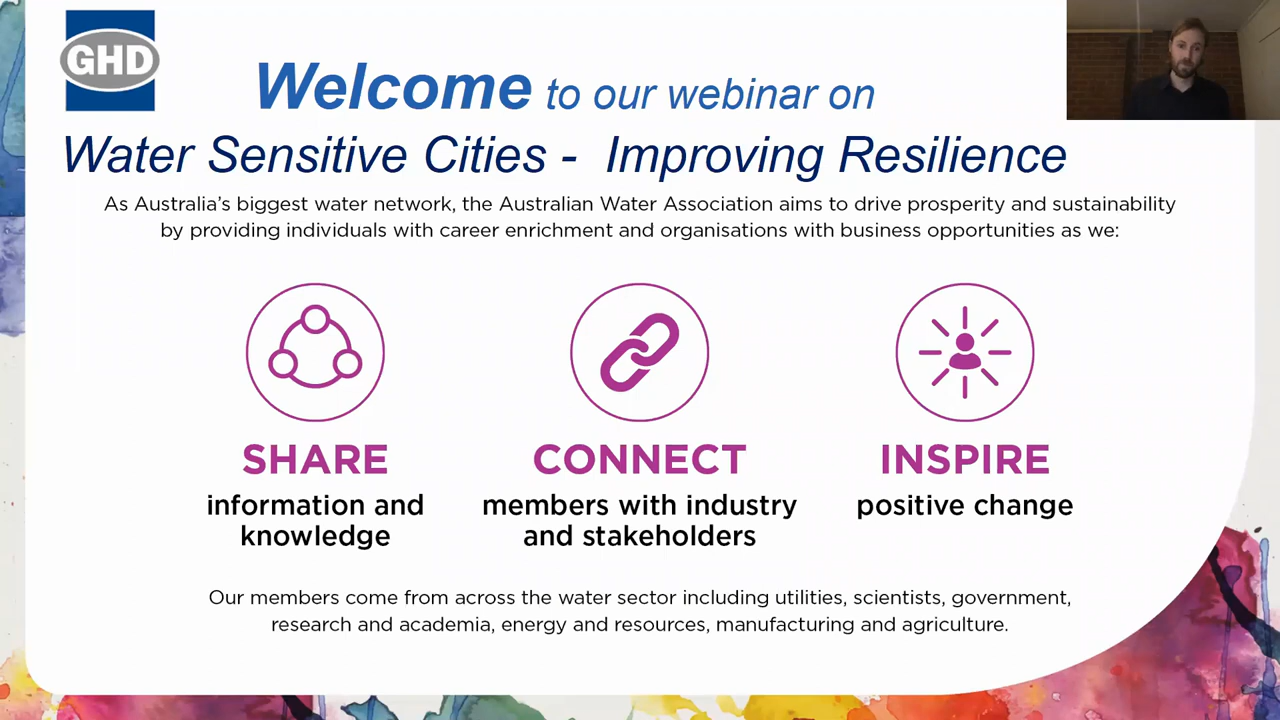 GHD
Welcome to our webinar on
Water Sensitive Cities - Improving Resilience
As Australia’s biggest water network, the Australian Water Association aims to drive prosperity and sustainability
by providing individuals with career enrichment and organisations with business opportunities as we:
SHARE
information and
knowledge
CONNECT
members with industry
and stakeholders
INSPIRE
positive change
Our members come from across the water sector including utilities, scientists, government,
research and academia, energy and resources, manufacturing and agriculture.